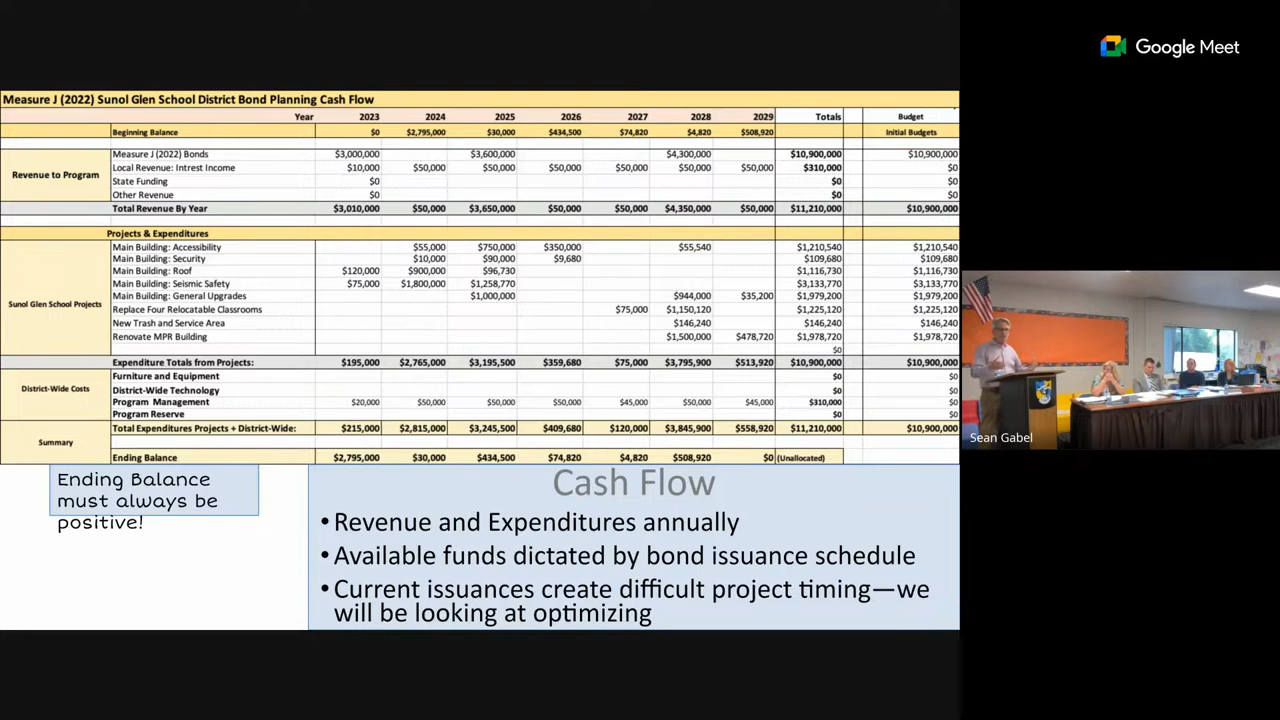 Google Meet
Measure J (2022) Sunol Glen School District Bond Planning Cash Flow
Year 2023 2024 2025 2026 2027 2028 2029 Totals Budget
Beginning Balance $0 $2,795,000 $30,000 $434,500 $74,820 $4,820 $508,920 Initial Budgets
Revenue to Program
Measure J (2022) Bonds $3,000,000 $3,600,000 $4,300,000 $10,900,000 $10,900,000
Local Revenue: Intrest Income $10,000 $50,000 $50,000 $50,000 $50,000 $50,000 $50,000 $310,000 $0
State Funding $0 $0 $0
Other Revenue $0 $0 $0
Total Revenue By Year $3,010,000 $50,000 $3,650,000 $50,000 $50,000 $4,350,000 $50,000 $11,210,000 $10,900,000
Projects & Expenditures
Sunol Glen School Projects
Main Building: Accessibility $55,000 $750,000 $350,000 $55,540 $1,210,540 $1,210,540
Main Building: Security $10,000 $90,000 $9,680 $109,680 $109,680
Main Building: Roof $120,000 $900,000 $96,730 $1,116,730 $1,116,730
Main Building: Seismic Safety $75,000 $1,800,000 $1,258,770 $3,133,770 $3,133,770
Main Building: General Upgrades $1,000,000 $944,000 $35,200 $1,979,200 $1,979,200
Replace Four Relocatable Classrooms $75,000 $1,150,120 $1,225,120 $1,225,120
New Trash and Service Area $146,240 $146,240 $146,240
Renovate MPR Building $1,500,000 $478,720 $1,978,720 $1,978,720
$0
Expenditure Totals from Projects: $195,000 $2,765,000 $3,195,500 $359,680 $75,000 $3,795,900 $513,920 $10,900,000 $10,900,000
District-Wide Costs
Furniture and Equipment $0 $0
District-Wide Technology $0 $0
Program Management $20,000 $50,000 $50,000 $50,000 $45,000 $50,000 $45,000 $310,000 $0
Program Reserve $0 $0
Summary
Total Expenditures Projects + District-Wide: $215,000 $2,815,000 $3,245,500 $409,680 $120,000 $3,845,900 $558,920 $11,210,000 $10,900,000
Ending Balance $2,795,000 $30,000 $434,500 $74,820 $4,820 $508,920 $0 (Unallocated)
Ending Balance
must always be
positive!
Cash Flow
• Revenue and Expenditures annually
• Available funds dictated by bond issuance schedule
• Current issuances create difficult project timing—we
will be looking at optimizing
Sean Gabel